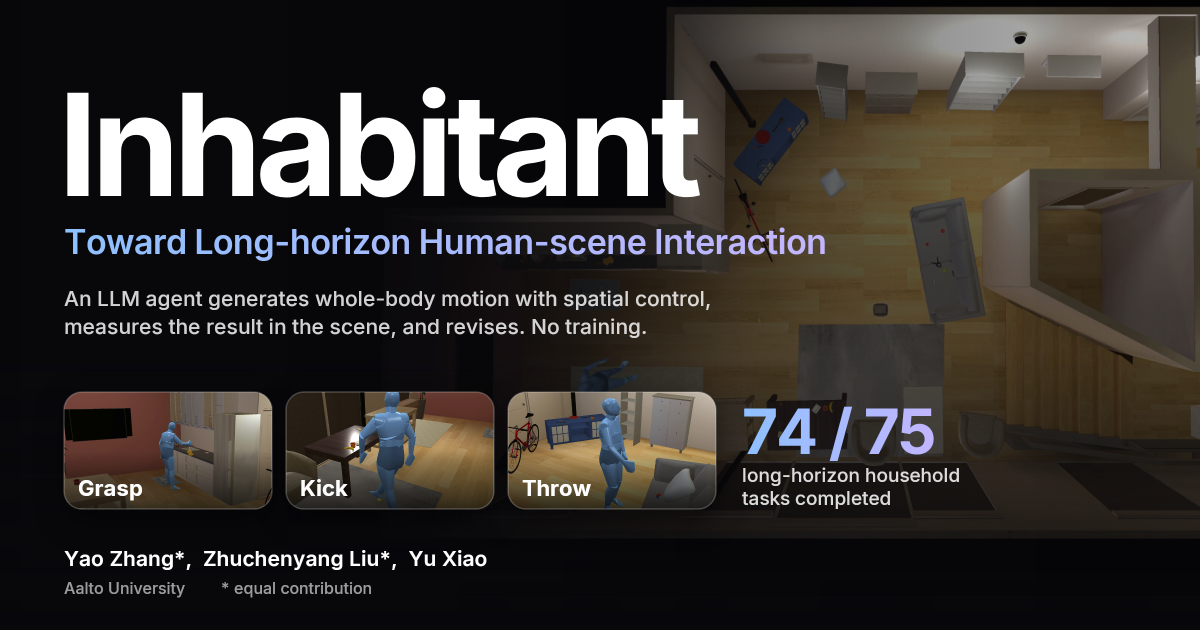 Inhabitant
Toward Long-horizon Human-scene Interaction
An LLM agent generates whole-body motion with spatial control,
measures the result in the scene, and revises. No training.
Grasp
Kick
Throw
74 / 75
long-horizon household
tasks completed
Yao Zhang*, Zhuchenyang Liu*, Yu Xiao
Aalto University * equal contribution